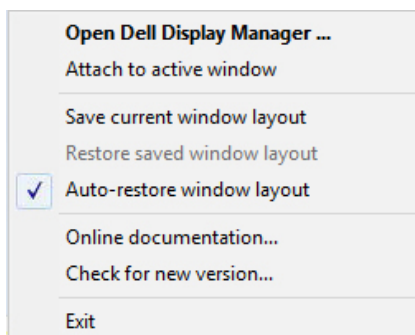 Open Dell Display Manager ...
Attach to active window
Save current window layout
Restore saved window layout
Auto-restore window layout
Online documentation...
Check for new version...
Exit